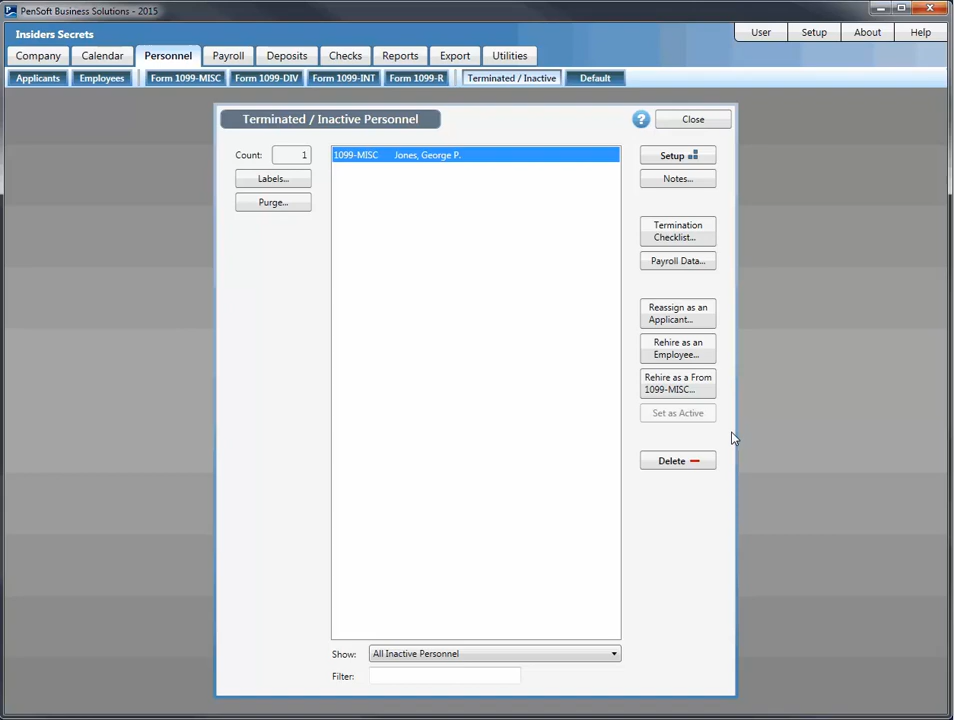 PenSoft Business Solutions - 2015
Insiders Secrets
User Setup About Help
Company Calendar Personnel Payroll Deposits Checks Reports Export Utilities
Applicants Employees Form 1099-MISC Form 1099-DIV Form 1099-INT Form 1099-R Terminated / Inactive Default
Terminated / Inactive Personnel ? Close
Count: 1 1099-MISC Jones, George P. Setup
Labels... Notes...
Purge...
Termination
Checklist...
Payroll Data...
Reassign as an
Applicant...
Rehire as an
Employee...
Rehire as a From
1099-MISC...
Set as Active
Delete
Show: All Inactive Personnel
Filter: